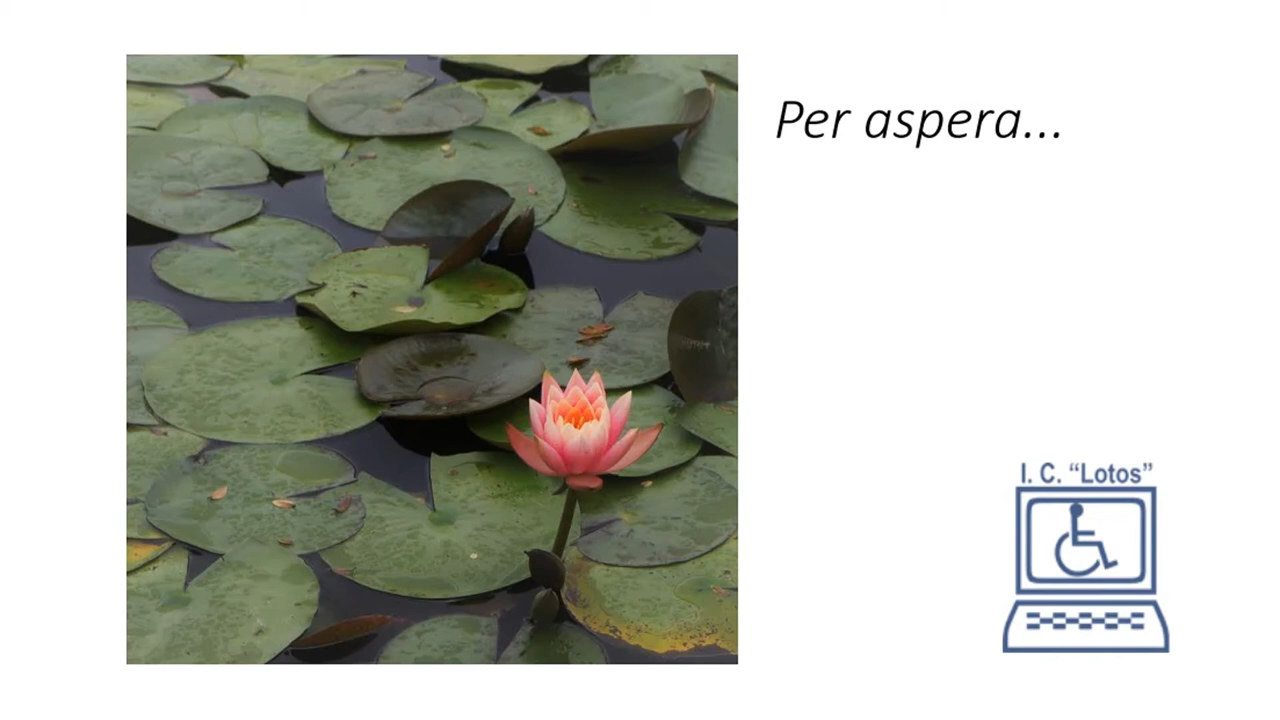 Per aspera...
I. C. “Lotos”